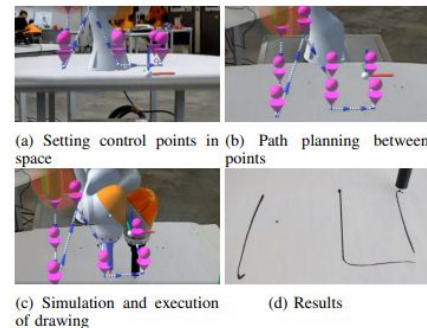 (a) Setting control points in space
(b) Path planning between points
(c) Simulation and execution of drawing
(d) Results